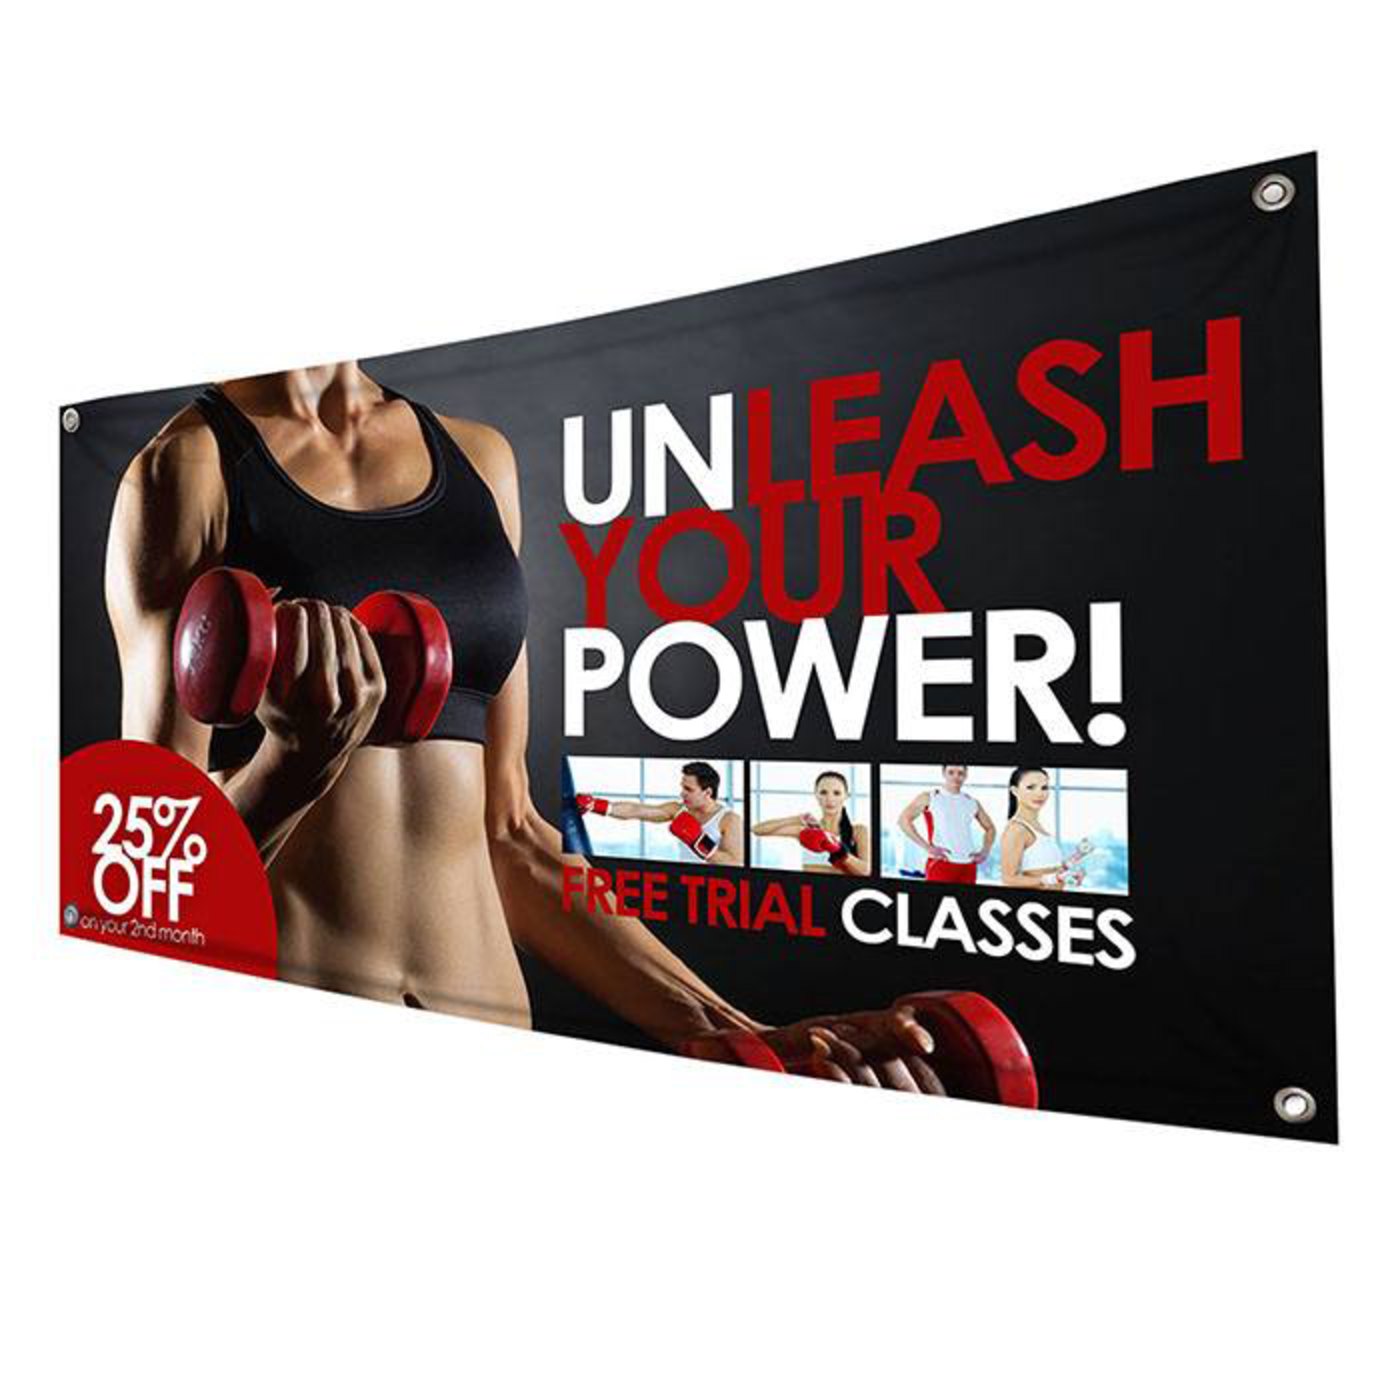 UNLEASH
YOUR
POWER!
FREE TRIAL CLASSES
25%
OFF
on your 2nd month